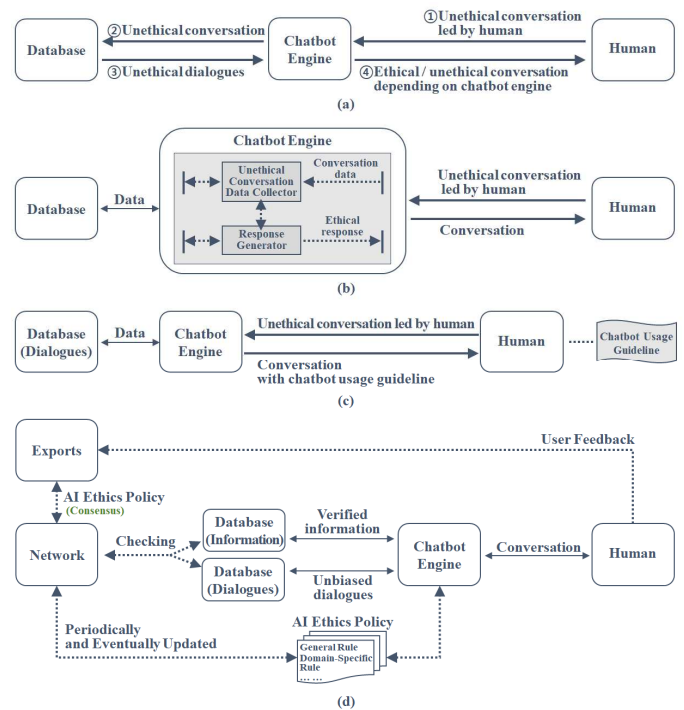 Database
②Unethical conversation
③Unethical dialogues
Chatbot
Engine
①Unethical conversation
led by human
④Ethical / unethical conversation
depending on chatbot engine
Human
(a)
Database
Data
Chatbot Engine
Unethical
Conversation
Data Collector
Conversation
data
Response
Generator
Ethical
response
Unethical conversation
led by human
Conversation
Human
(b)
Database
(Dialogues)
Data
Chatbot
Engine
Unethical conversation led by human
Conversation
with chatbot usage guideline
Human
Chatbot Usage
Guideline
(c)
Exports
User Feedback
AI Ethics Policy
(Consensus)
Network
Checking
Database
(Information)
Database
(Dialogues)
Verified
information
Unbiased
dialogues
Chatbot
Engine
Conversation
Human
Periodically
and Eventually Updated
AI Ethics Policy
General Rule
Domain-Specific
Rule
... ...
(d)